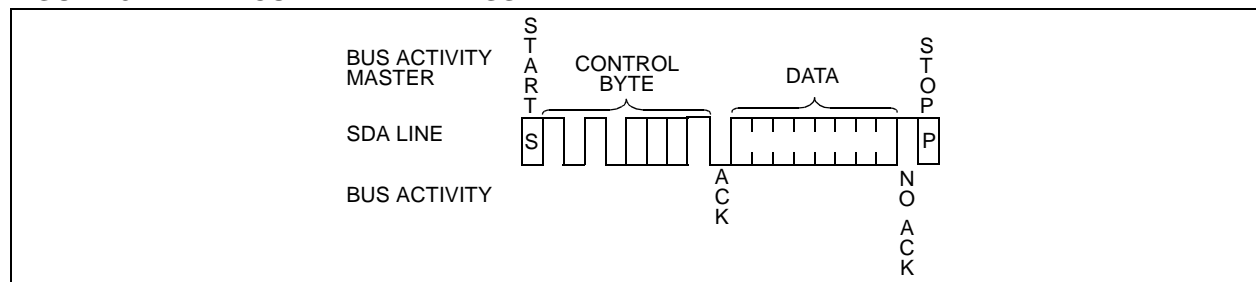 BUS ACTIVITY
MASTER
START
CONTROL
BYTE
DATA
STOP
SDA LINE
S
P
BUS ACTIVITY
ACK
NO ACK